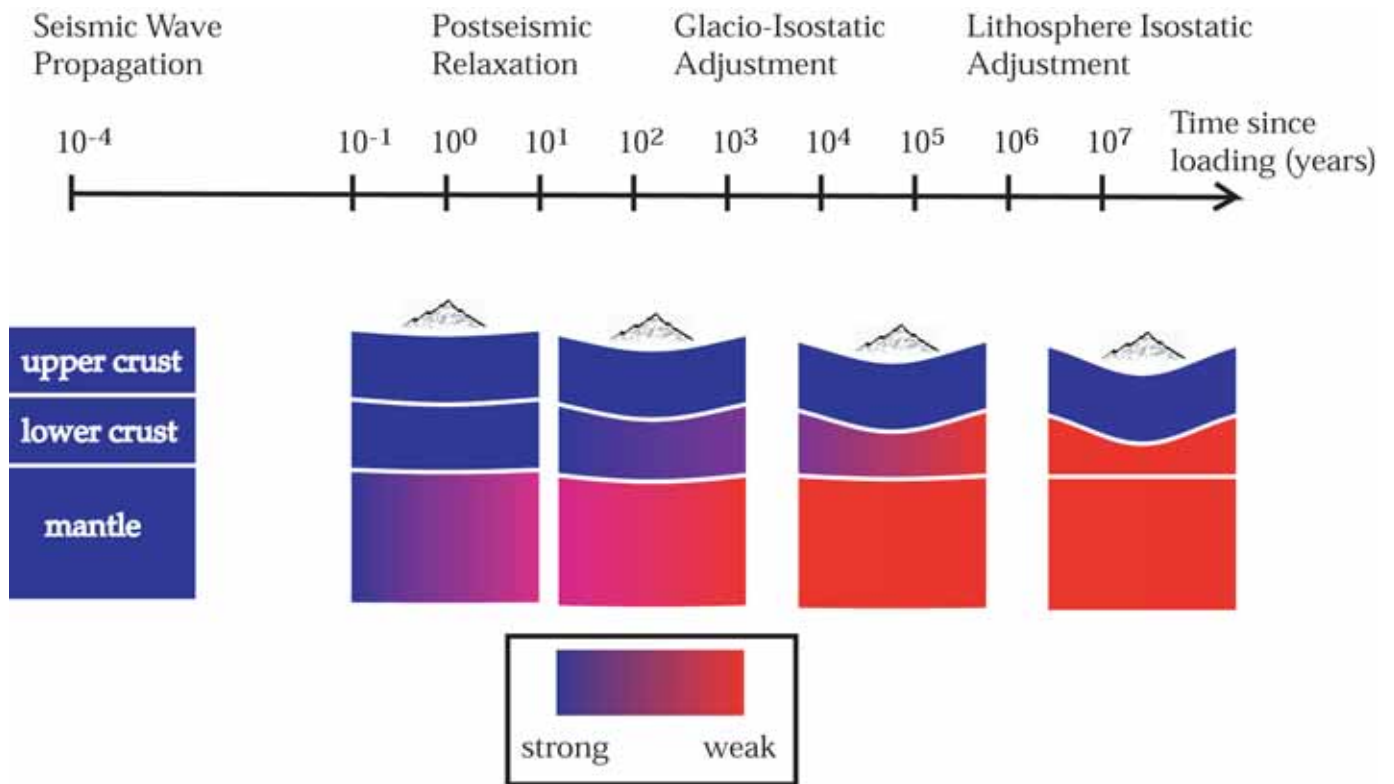 Seismic Wave
Propagation
Postseismic
Relaxation
Glacio-Isostatic
Adjustment
Lithosphere Isostatic
Adjustment
10⁻⁴ 10⁻¹ 10⁰ 10¹ 10² 10³ 10⁴ 10⁵ 10⁶ 10⁷
Time since
loading (years)
upper crust
lower crust
mantle
strong weak